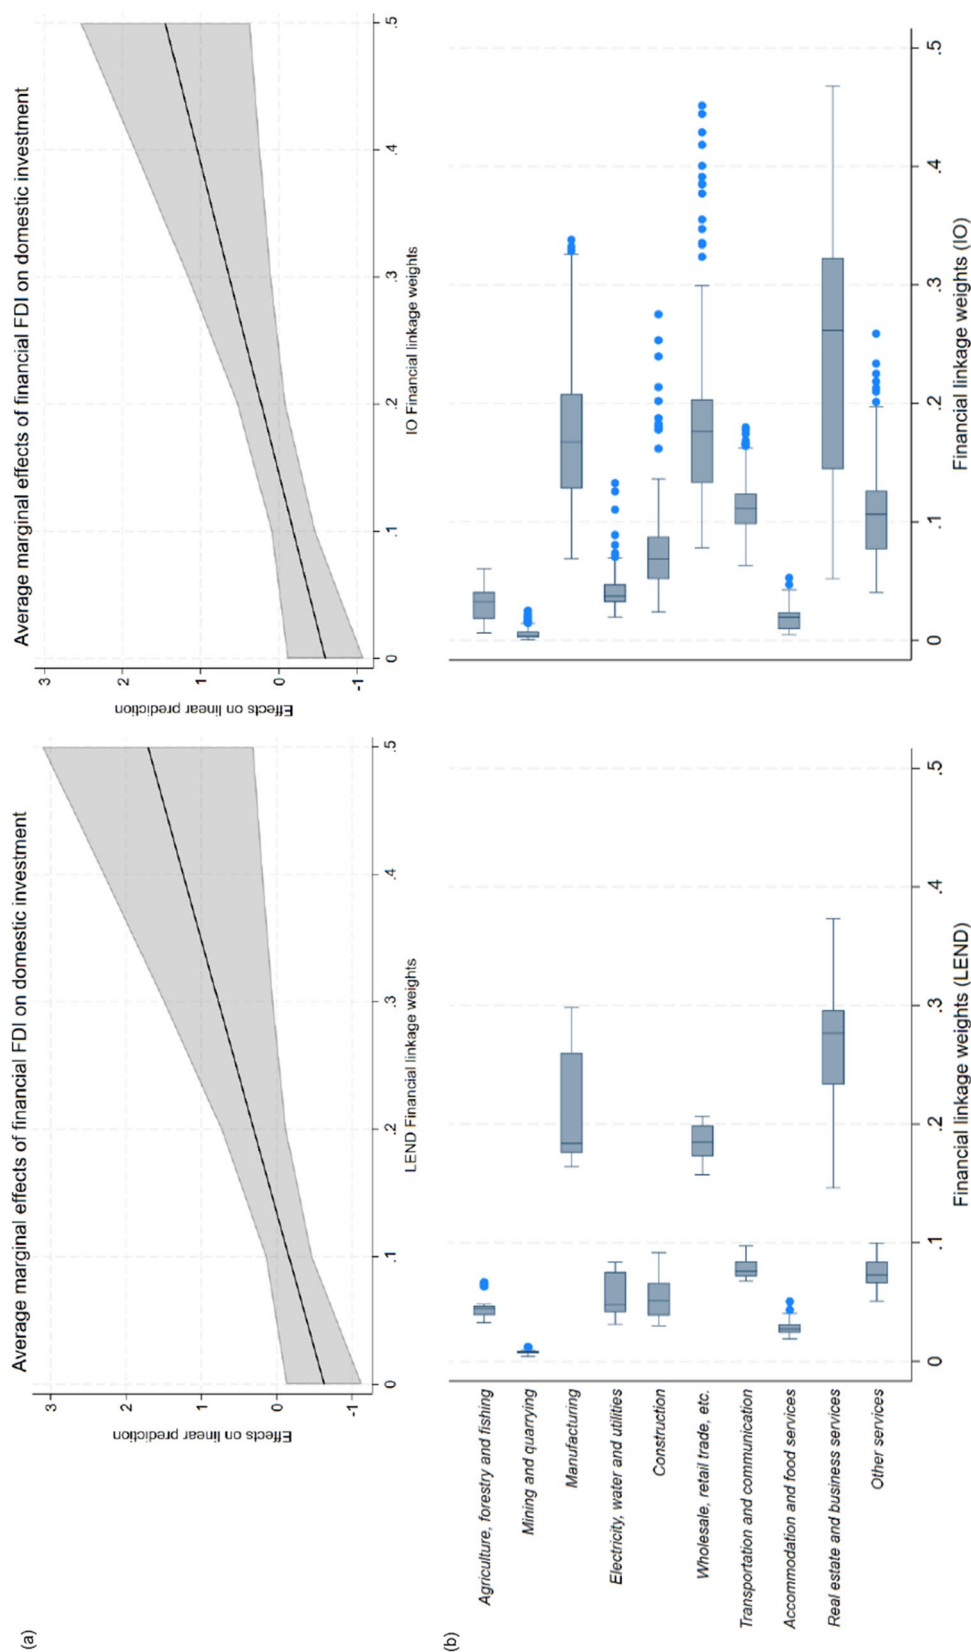 (a)
Average marginal effects of financial FDI on domestic investment
Effects on linear prediction
3
2
1
0
-1
0
.1
.2
.3
.4
.5
LEND Financial linkage weights
Average marginal effects of financial FDI on domestic investment
Effects on linear prediction
3
2
1
0
-1
0
.1
.2
.3
.4
.5
IO Financial linkage weights
(b)
Agriculture, forestry and fishing
Mining and quarrying
Manufacturing
Electricity, water and utilities
Construction
Wholesale, retail trade, etc.
Transportation and communication
Accommodation and food services
Real estate and business services
Other services
0
.1
.2
.3
.4
.5
Financial linkage weights (LEND)
0
.1
.2
.3
.4
.5
Financial linkage weights (IO)